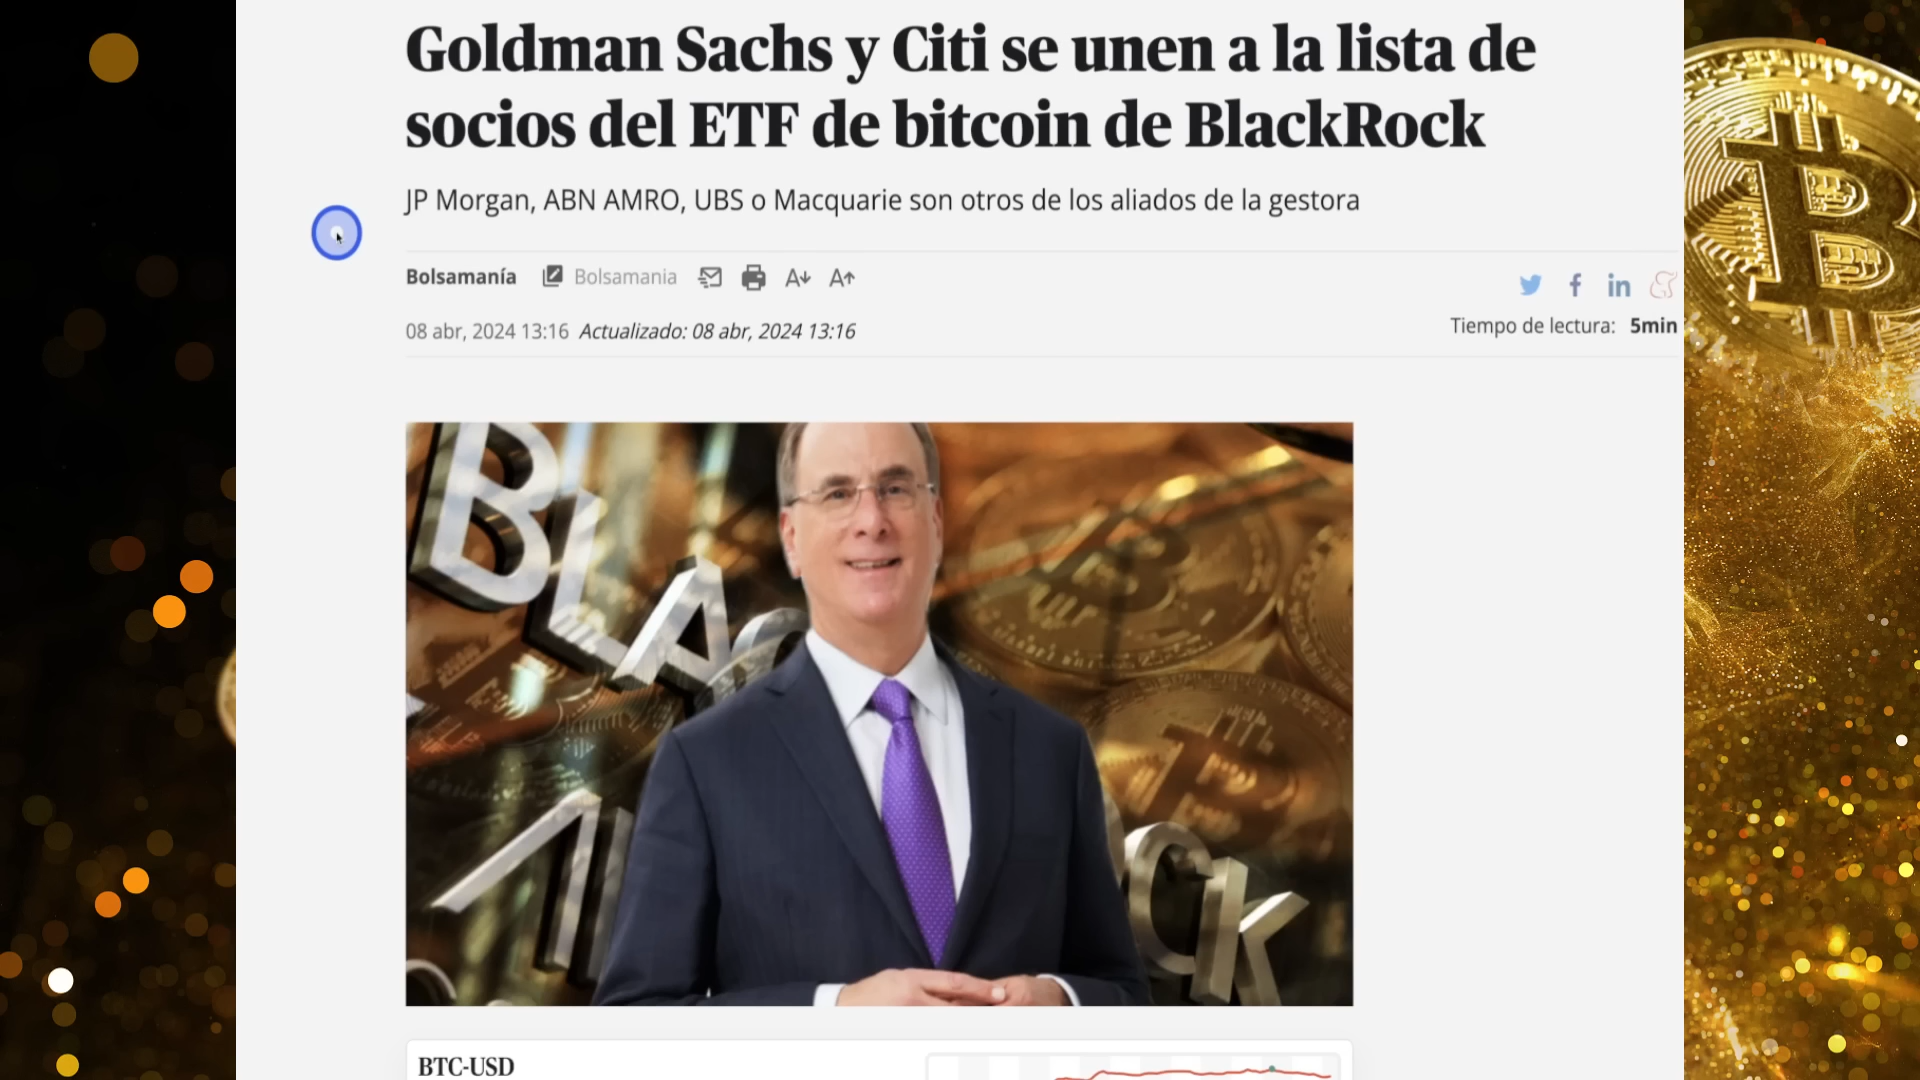 Goldman Sachs y Citi se unen a la lista de
socios del ETF de bitcoin de BlackRock
JP Morgan, ABN AMRO, UBS o Macquarie son otros de los aliados de la gestora
Bolsamanía Bolsamania A A
08 abr, 2024 13:16 Actualizado: 08 abr, 2024 13:16
Tiempo de lectura: 5min
BLAC
CK
BTC-USD